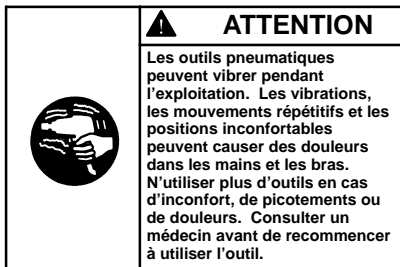 ATTENTION
Les outils pneumatiques
peuvent vibrer pendant
l'exploitation. Les vibrations,
les mouvements répétitifs et les
positions inconfortables
peuvent causer des douleurs
dans les mains et les bras.
N'utiliser plus d'outils en cas
d'inconfort, de picotements ou
de douleurs. Consulter un
médecin avant de recommencer
à utiliser l'outil.